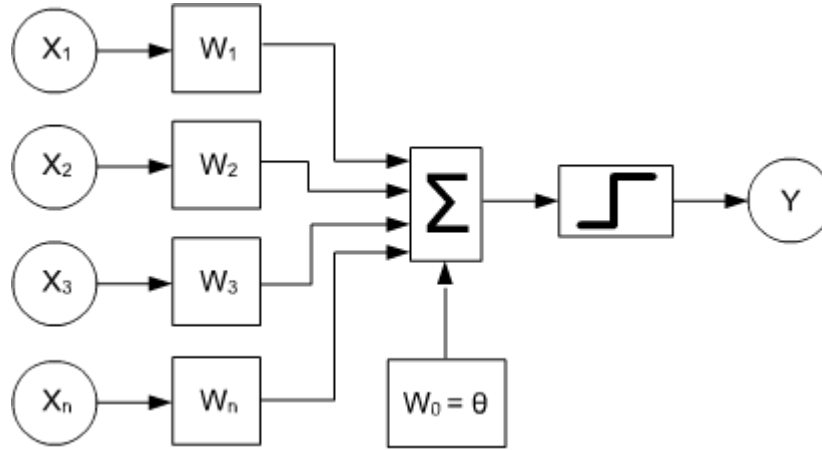 X₁ W₁
X₂ W₂
Σ Y
X₃ W₃
Xₙ Wₙ
W₀ = θ